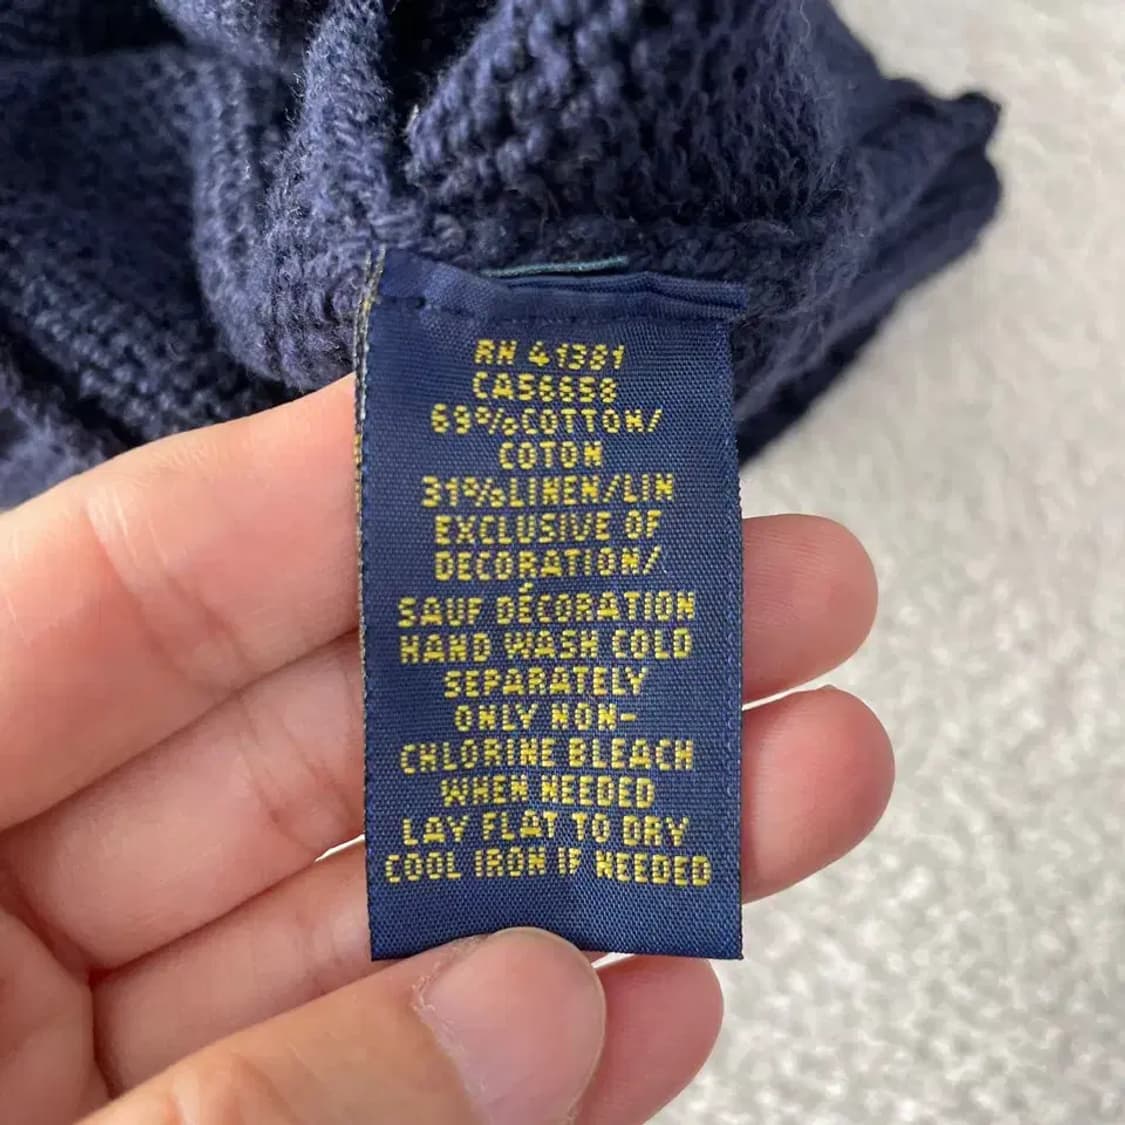 RN 41381
CA56658
69%COTTON/
COTON
31%LINEN/LIN
EXCLUSIVE OF
DECORATION/
SAUF DÉCORATION
HAND WASH COLD
SEPARATELY
ONLY NON-
CHLORINE BLEACH
WHEN NEEDED
LAY FLAT TO DRY
COOL IRON IF NEEDED